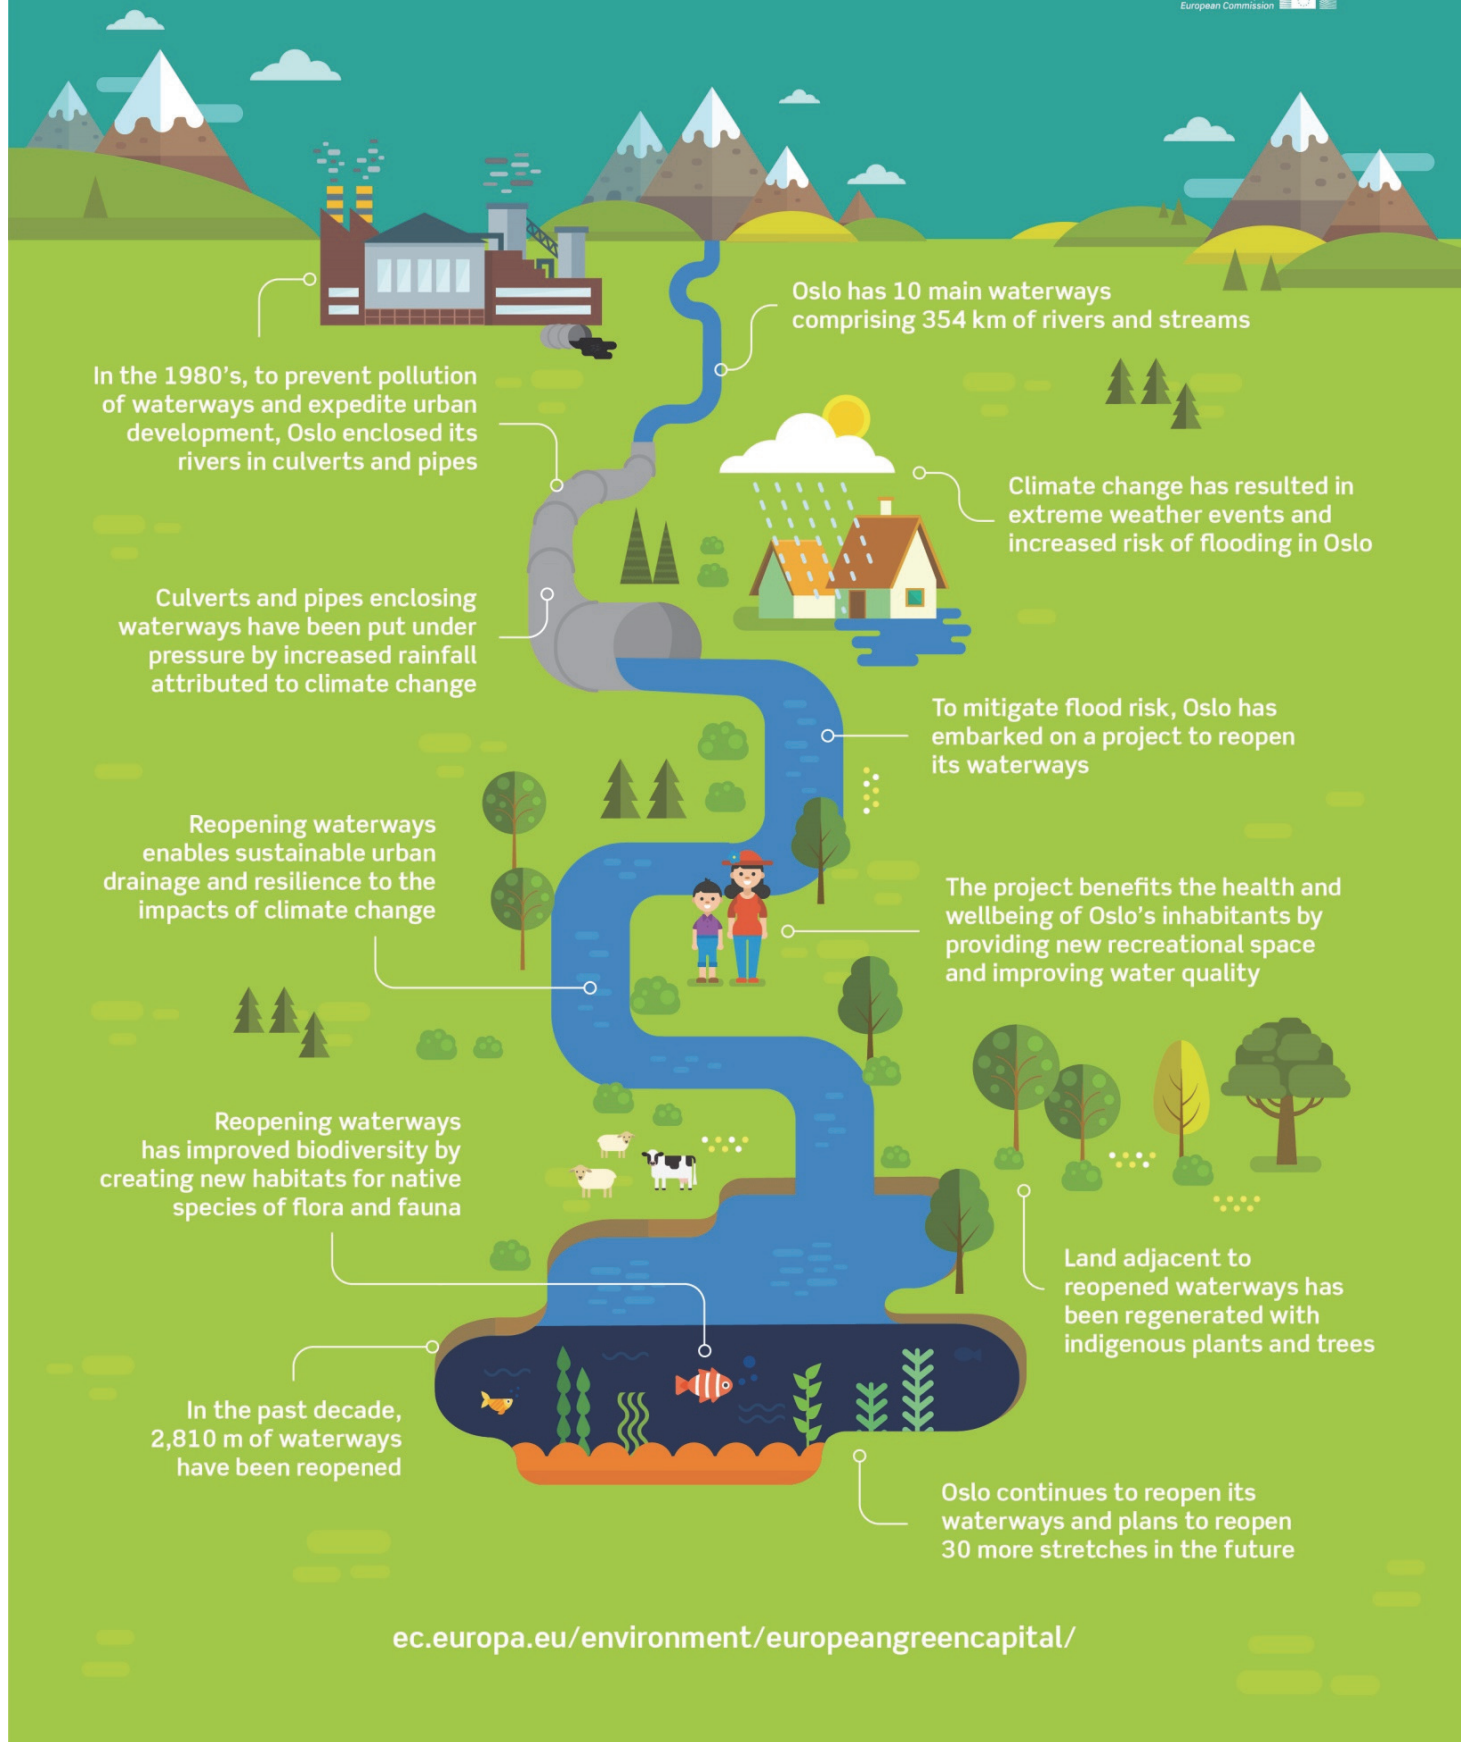 European Commission
Oslo has 10 main waterways
comprising 354 km of rivers and streams
In the 1980's, to prevent pollution
of waterways and expedite urban
development, Oslo enclosed its
rivers in culverts and pipes
Climate change has resulted in
extreme weather events and
increased risk of flooding in Oslo
Culverts and pipes enclosing
waterways have been put under
pressure by increased rainfall
attributed to climate change
To mitigate flood risk, Oslo has
embarked on a project to reopen
its waterways
Reopening waterways
enables sustainable urban
drainage and resilience to the
impacts of climate change
The project benefits the health and
wellbeing of Oslo's inhabitants by
providing new recreational space
and improving water quality
Reopening waterways
has improved biodiversity by
creating new habitats for native
species of flora and fauna
Land adjacent to
reopened waterways has
been regenerated with
indigenous plants and trees
In the past decade,
2,810 m of waterways
have been reopened
Oslo continues to reopen its
waterways and plans to reopen
30 more stretches in the future
ec.europa.eu/environment/europeangreencapital/